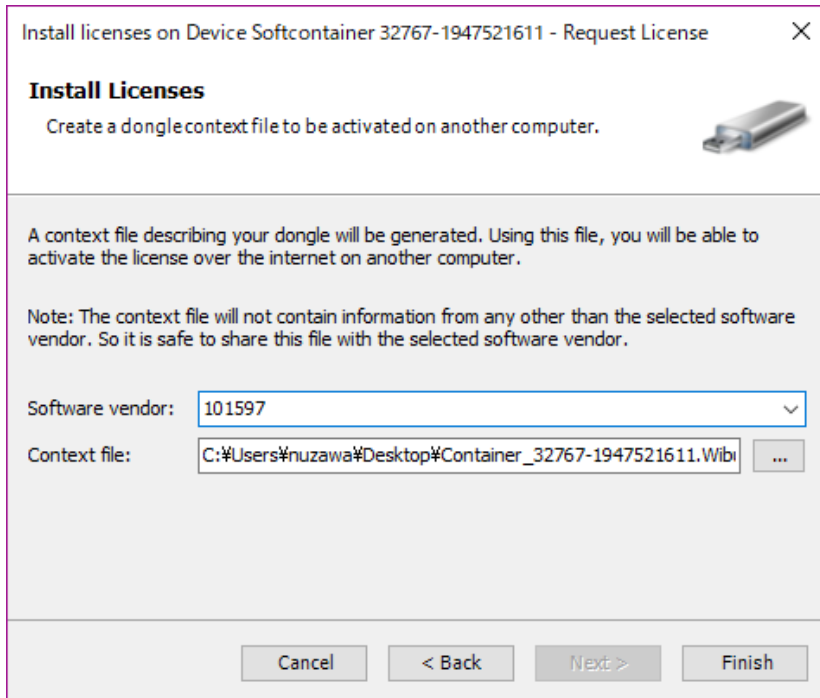 Install licenses on Device Softcontainer 32767-1947521611 - Request License
Install Licenses
Create a dongle context file to be activated on another computer.
A context file describing your dongle will be generated. Using this file, you will be able to
activate the license over the internet on another computer.
Note: The context file will not contain information from any other than the selected software
vendor. So it is safe to share this file with the selected software vendor.
Software vendor: 101597
Context file: C:¥Users¥nuzawa¥Desktop¥Container_32767-1947521611.Wibu ...
Cancel < Back Next > Finish